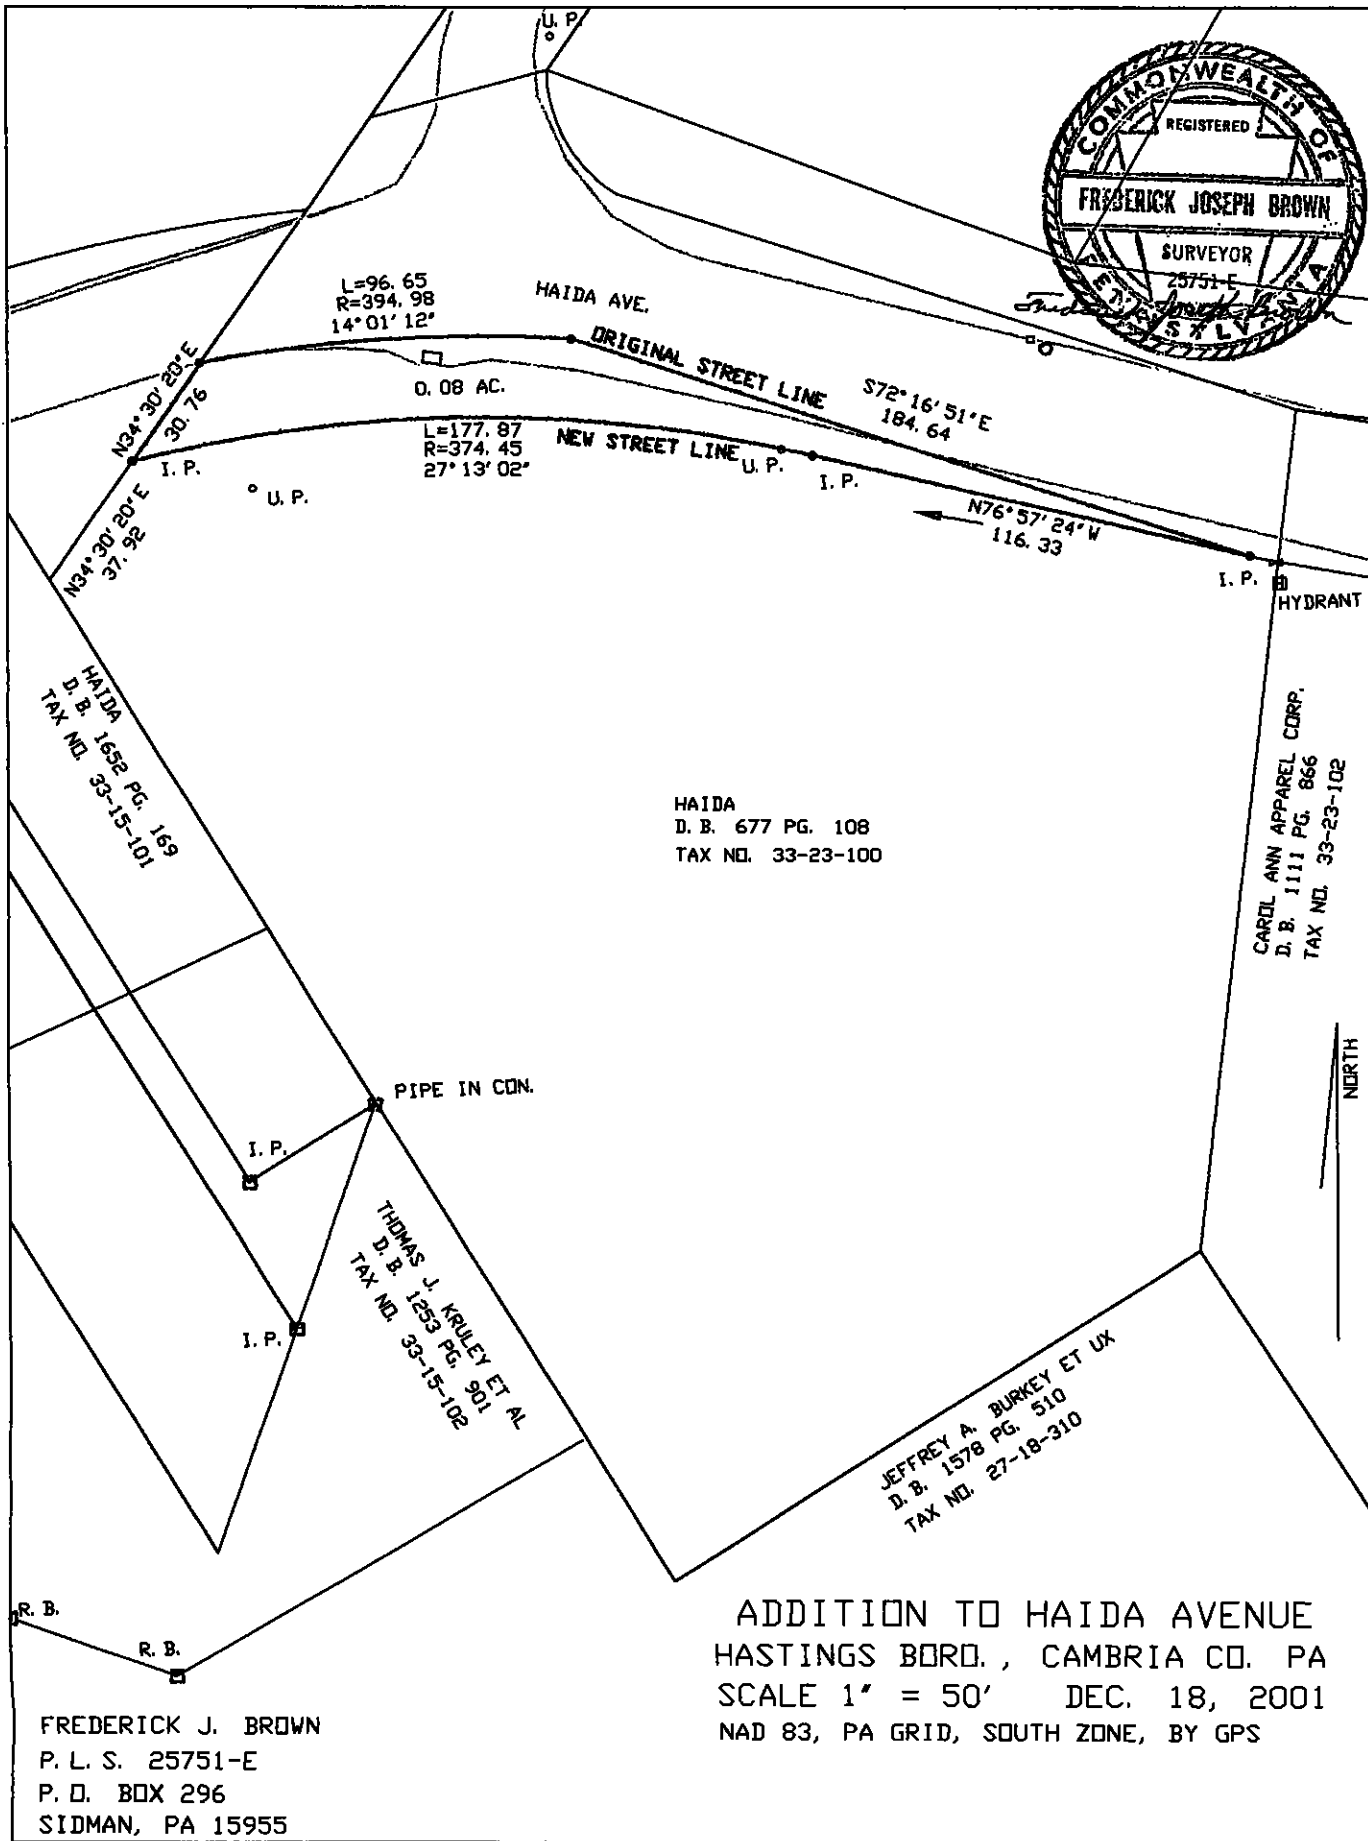 U. P.
COMMONWEALTH OF
REGISTERED
FREDERICK JOSEPH BROWN
SURVEYOR
25751-E
L=96.65
R=394.98
14°01'12"
HAIDA AVE.
ORIGINAL STREET LINE
S72°16'51"E
184.64
0.08 AC.
N34°30'20"E
30.76
L=177.87
R=374.45
27°13'02"
NEW STREET LINE
U. P.
I. P.
I. P.
U. P.
N76°57'24"W
116.33
N34°30'20"E
37.92
I. P.
HYDRANT
HAIDA
D. B. 1652 PG. 169
TAX NO. 33-15-101
HAIDA
D. B. 677 PG. 108
TAX NO. 33-23-100
CAROL ANN APPAREL CORP.
D. B. 1111 PG. 866
TAX NO. 33-23-102
NORTH
PIPE IN CON.
I. P.
THOMAS J. KRULEY ET AL
D. B. 1253 PG. 901
TAX NO. 33-15-102
I. P.
JEFFREY A. BURKEY ET UX
D. B. 1578 PG. 510
TAX NO. 27-18-310
R. B.
R. B.
ADDITION TO HAIDA AVENUE
HASTINGS BORO., CAMBRIA CO. PA
SCALE 1" = 50' DEC. 18, 2001
NAD 83, PA GRID, SOUTH ZONE, BY GPS
FREDERICK J. BROWN
P. L. S. 25751-E
P. O. BOX 296
SIDMAN, PA 15955